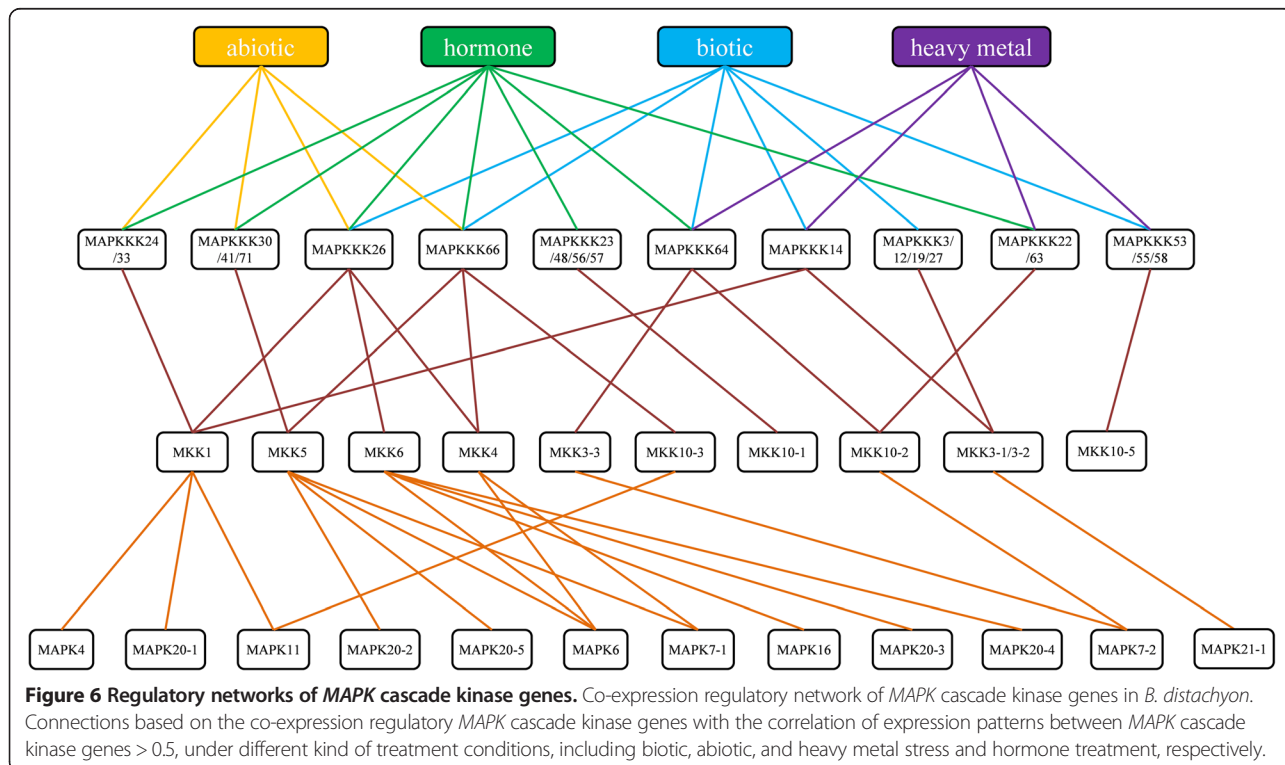 abiotic hormone biotic heavy metal
MAPKKK24 MAPKKK30 MAPKKK26 MAPKKK66 MAPKKK23 MAPKKK64 MAPKKK14 MAPKKK3/ MAPKKK22 MAPKKK53
/33 /41/71 /48/56/57 12/19/27 /63 /55/58
MKK1 MKK5 MKK6 MKK4 MKK3-3 MKK10-3 MKK10-1 MKK10-2 MKK3-1/3-2 MKK10-5
MAPK4 MAPK20-1 MAPK11 MAPK20-2 MAPK20-5 MAPK6 MAPK7-1 MAPK16 MAPK20-3 MAPK20-4 MAPK7-2 MAPK21-1
Figure 6 Regulatory networks of MAPK cascade kinase genes. Co-expression regulatory network of MAPK cascade kinase genes in B. distachyon.
Connections based on the co-expression regulatory MAPK cascade kinase genes with the correlation of expression patterns between MAPK cascade
kinase genes > 0.5, under different kind of treatment conditions, including biotic, abiotic, and heavy metal stress and hormone treatment, respectively.